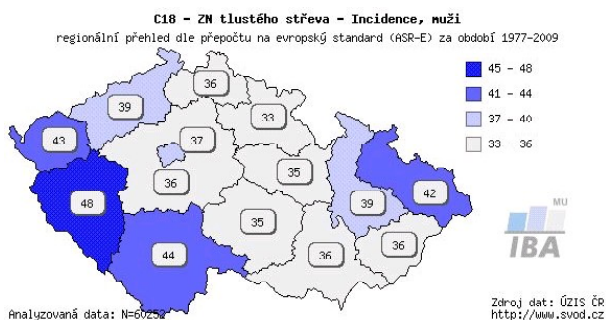 C18 - ZN tlustého střeva - Incidence, muži
regionální přehled dle přepočtu na evropský standard (ASR-E) za období 1977-2009
45 - 48
41 - 44
37 - 40
33 - 36
36
39
33
43
37
35
36
48
42
39
35
36
44
36
MU
IBA
Analyzovaná data: N=60252
Zdroj dat: ÚZIS ČR
http://www.svod.cz